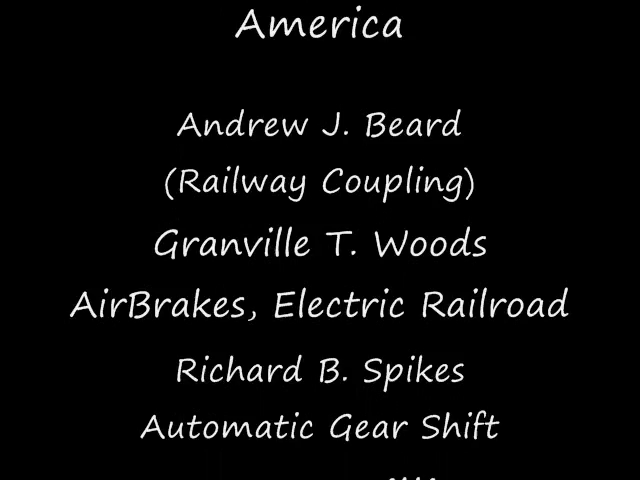 America
Andrew J. Beard
(Railway Coupling)
Granville T. Woods
AirBrakes, Electric Railroad
Richard B. Spikes
Automatic Gear Shift